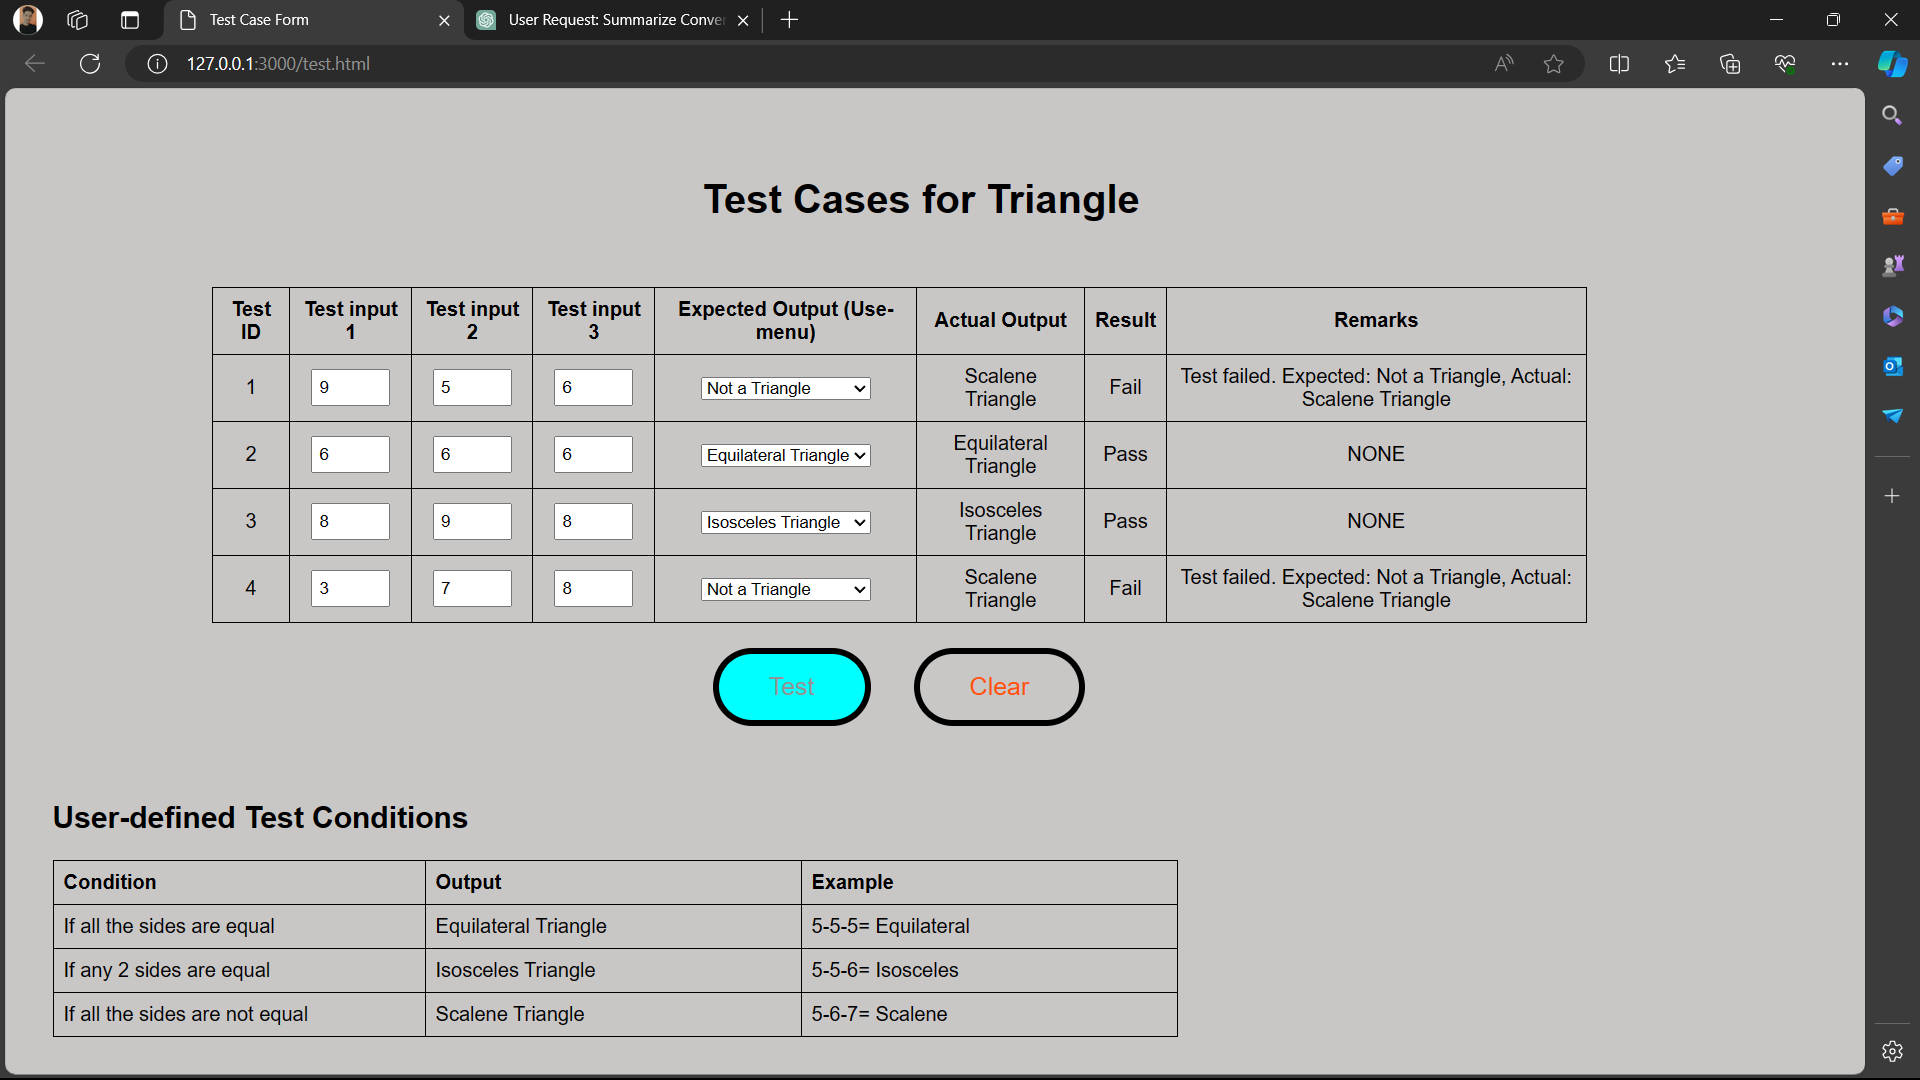 Test Case Form
User Request: Summarize Conver
127.0.0.1:3000/test.html
Test Cases for Triangle
Test ID
Test input 1
Test input 2
Test input 3
Expected Output (Use-menu)
Actual Output
Result
Remarks
1
9
5
6
Not a Triangle
Scalene Triangle
Fail
Test failed. Expected: Not a Triangle, Actual: Scalene Triangle
2
6
6
6
Equilateral Triangle
Equilateral Triangle
Pass
NONE
3
8
9
8
Isosceles Triangle
Isosceles Triangle
Pass
NONE
4
3
7
8
Not a Triangle
Scalene Triangle
Fail
Test failed. Expected: Not a Triangle, Actual: Scalene Triangle
Test
Clear
User-defined Test Conditions
Condition
Output
Example
If all the sides are equal
Equilateral Triangle
5-5-5= Equilateral
If any 2 sides are equal
Isosceles Triangle
5-5-6= Isosceles
If all the sides are not equal
Scalene Triangle
5-6-7= Scalene